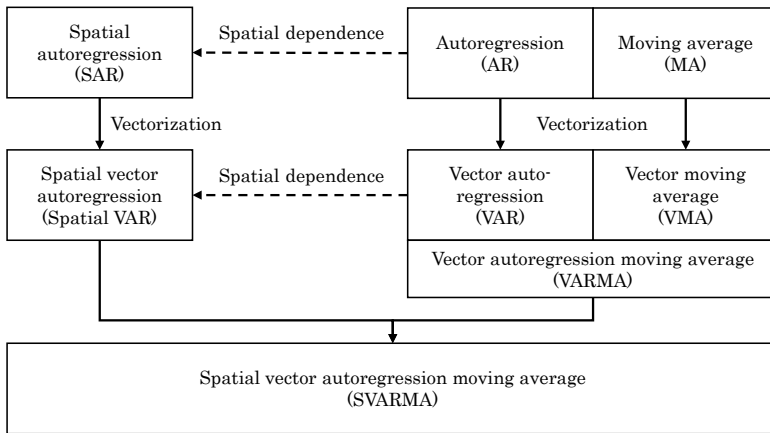 Spatial
autoregression
(SAR)
Spatial dependence
Autoregression
(AR)
Moving average
(MA)
Vectorization
Vectorization
Spatial vector
autoregression
(Spatial VAR)
Spatial dependence
Vector auto-
regression
(VAR)
Vector moving
average
(VMA)
Vector autoregression moving average
(VARMA)
Spatial vector autoregression moving average
(SVARMA)